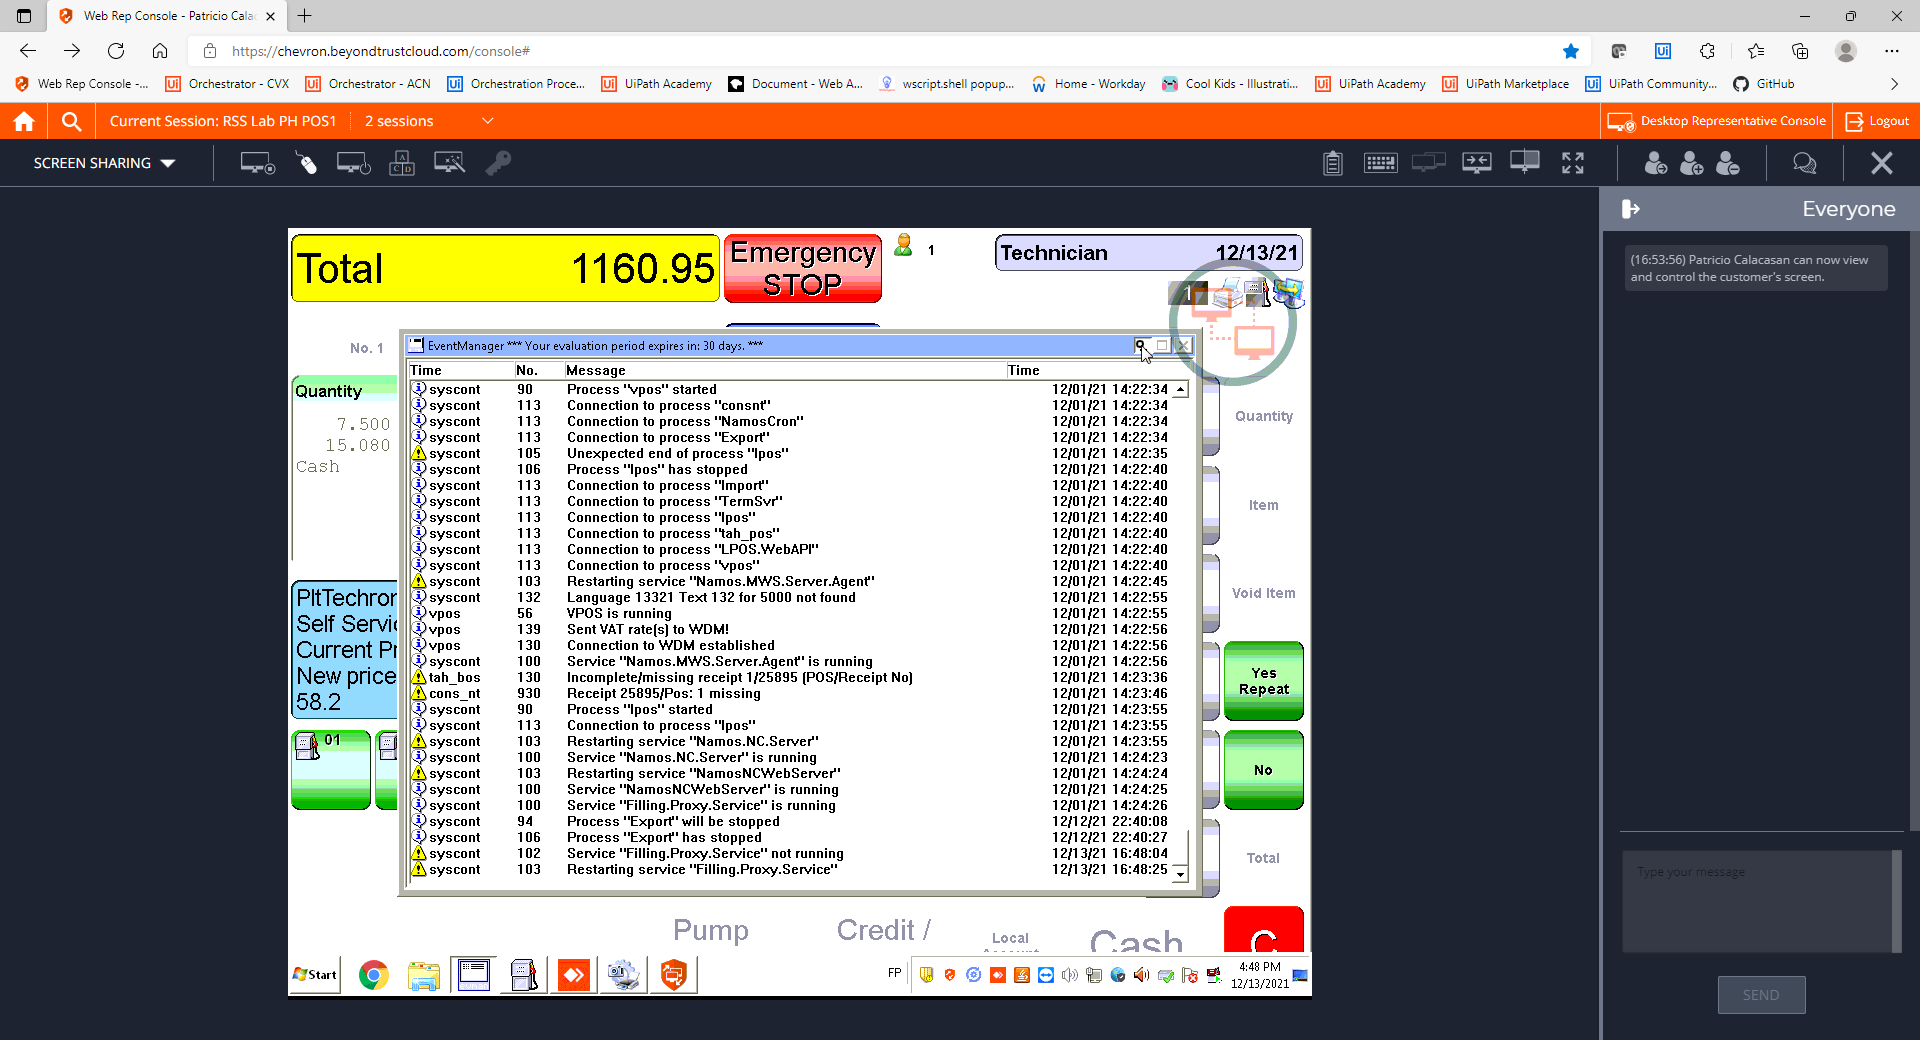 Web Rep Console - Patricio Cala
https://chevron.beyondtrustcloud.com/console#
Web Rep Console -... Orchestrator - CVX Orchestrator - ACN Orchestration Proce... UiPath Academy Document - Web A... wscript.shell popup... Home - Workday Cool Kids - Illustrati... UiPath Academy UiPath Marketplace UiPath Community... GitHub
Current Session: RSS Lab PH POS1 2 sessions Desktop Representative Console Logout
SCREEN SHARING
Everyone
(16:53:56) Patricio Calacasan can now view
and control the customer's screen.
Total 1160.95
Emergency
STOP
1
Technician 12/13/21
1
No. 1
Quantity
7.500
15.080
Cash
EventManager *** Your evaluation period expires in: 30 days. ***
Time No. Message Time
syscont 90 Process "vpos" started 12/01/21 14:22:34
syscont 113 Connection to process "consnt" 12/01/21 14:22:34
syscont 113 Connection to process "NamosCron" 12/01/21 14:22:34
syscont 113 Connection to process "Export" 12/01/21 14:22:34
syscont 105 Unexpected end of process "lpos" 12/01/21 14:22:35
syscont 106 Process "lpos" has stopped 12/01/21 14:22:40
syscont 113 Connection to process "Import" 12/01/21 14:22:40
syscont 113 Connection to process "TermSvr" 12/01/21 14:22:40
syscont 113 Connection to process "lpos" 12/01/21 14:22:40
syscont 113 Connection to process "tah_pos" 12/01/21 14:22:40
syscont 113 Connection to process "LPOS.WebAPI" 12/01/21 14:22:40
syscont 113 Connection to process "vpos" 12/01/21 14:22:40
syscont 103 Restarting service "Namos.MWS.Server.Agent" 12/01/21 14:22:45
syscont 132 Language 13321 Text 132 for 5000 not found 12/01/21 14:22:55
vpos 56 VPOS is running 12/01/21 14:22:55
vpos 139 Sent VAT rate(s) to WDM! 12/01/21 14:22:56
vpos 130 Connection to WDM established 12/01/21 14:22:56
syscont 100 Service "Namos.MWS.Server.Agent" is running 12/01/21 14:22:56
tah_bos 130 Incomplete/missing receipt 1/25895 (POS/Receipt No) 12/01/21 14:23:36
cons_nt 930 Receipt 25895/Pos: 1 missing 12/01/21 14:23:46
syscont 90 Process "lpos" started 12/01/21 14:23:55
syscont 113 Connection to process "lpos" 12/01/21 14:23:55
syscont 103 Restarting service "Namos.NC.Server" 12/01/21 14:23:55
syscont 100 Service "Namos.NC.Server" is running 12/01/21 14:24:23
syscont 103 Restarting service "NamosNCWebServer" 12/01/21 14:24:24
syscont 100 Service "NamosNCWebServer" is running 12/01/21 14:24:25
syscont 100 Service "Filling.Proxy.Service" is running 12/01/21 14:24:26
syscont 94 Process "Export" will be stopped 12/12/21 22:40:08
syscont 106 Process "Export" has stopped 12/12/21 22:40:27
syscont 102 Service "Filling.Proxy.Service" not running 12/13/21 16:48:04
syscont 103 Restarting service "Filling.Proxy.Service" 12/13/21 16:48:25
PltTechror
Self Servi
Current Pr
New price
58.2
01
Quantity
Item
Void Item
Yes
Repeat
No
Total
C
Pump Credit / Local Cash
Start
FP
4:48 PM
12/13/2021
Type your message
SEND